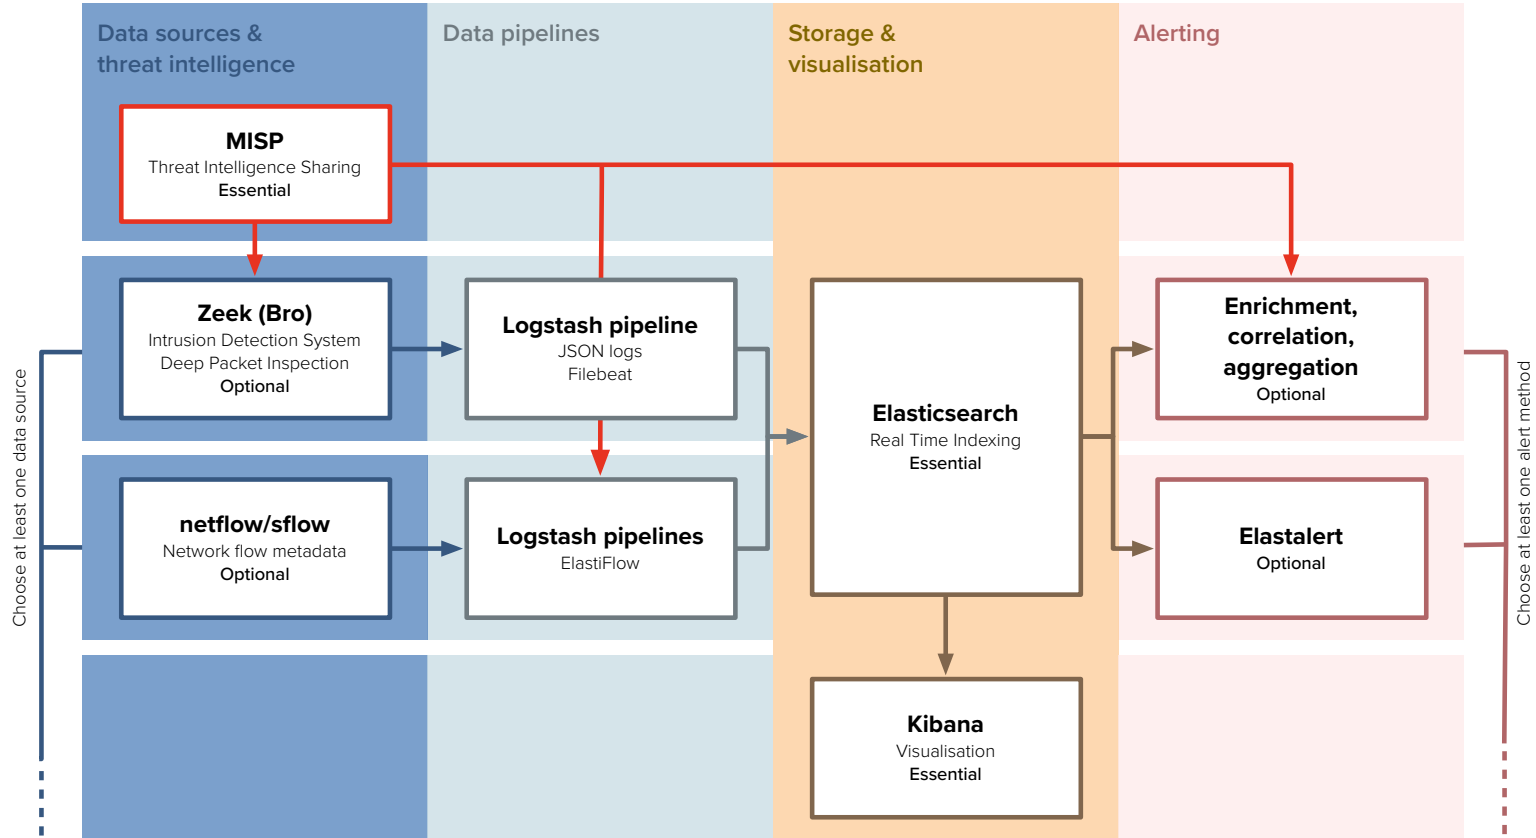 Data sources &
threat intelligence
Data pipelines
Storage &
visualisation
Alerting
MISP
Threat Intelligence Sharing
Essential
Zeek (Bro)
Intrusion Detection System
Deep Packet Inspection
Optional
Logstash pipeline
JSON logs
Filebeat
Elasticsearch
Real Time Indexing
Essential
Enrichment,
correlation,
aggregation
Optional
netflow/sflow
Network flow metadata
Optional
Logstash pipelines
ElastiFlow
Elastalert
Optional
Kibana
Visualisation
Essential
Choose at least one data source
Choose at least one alert method